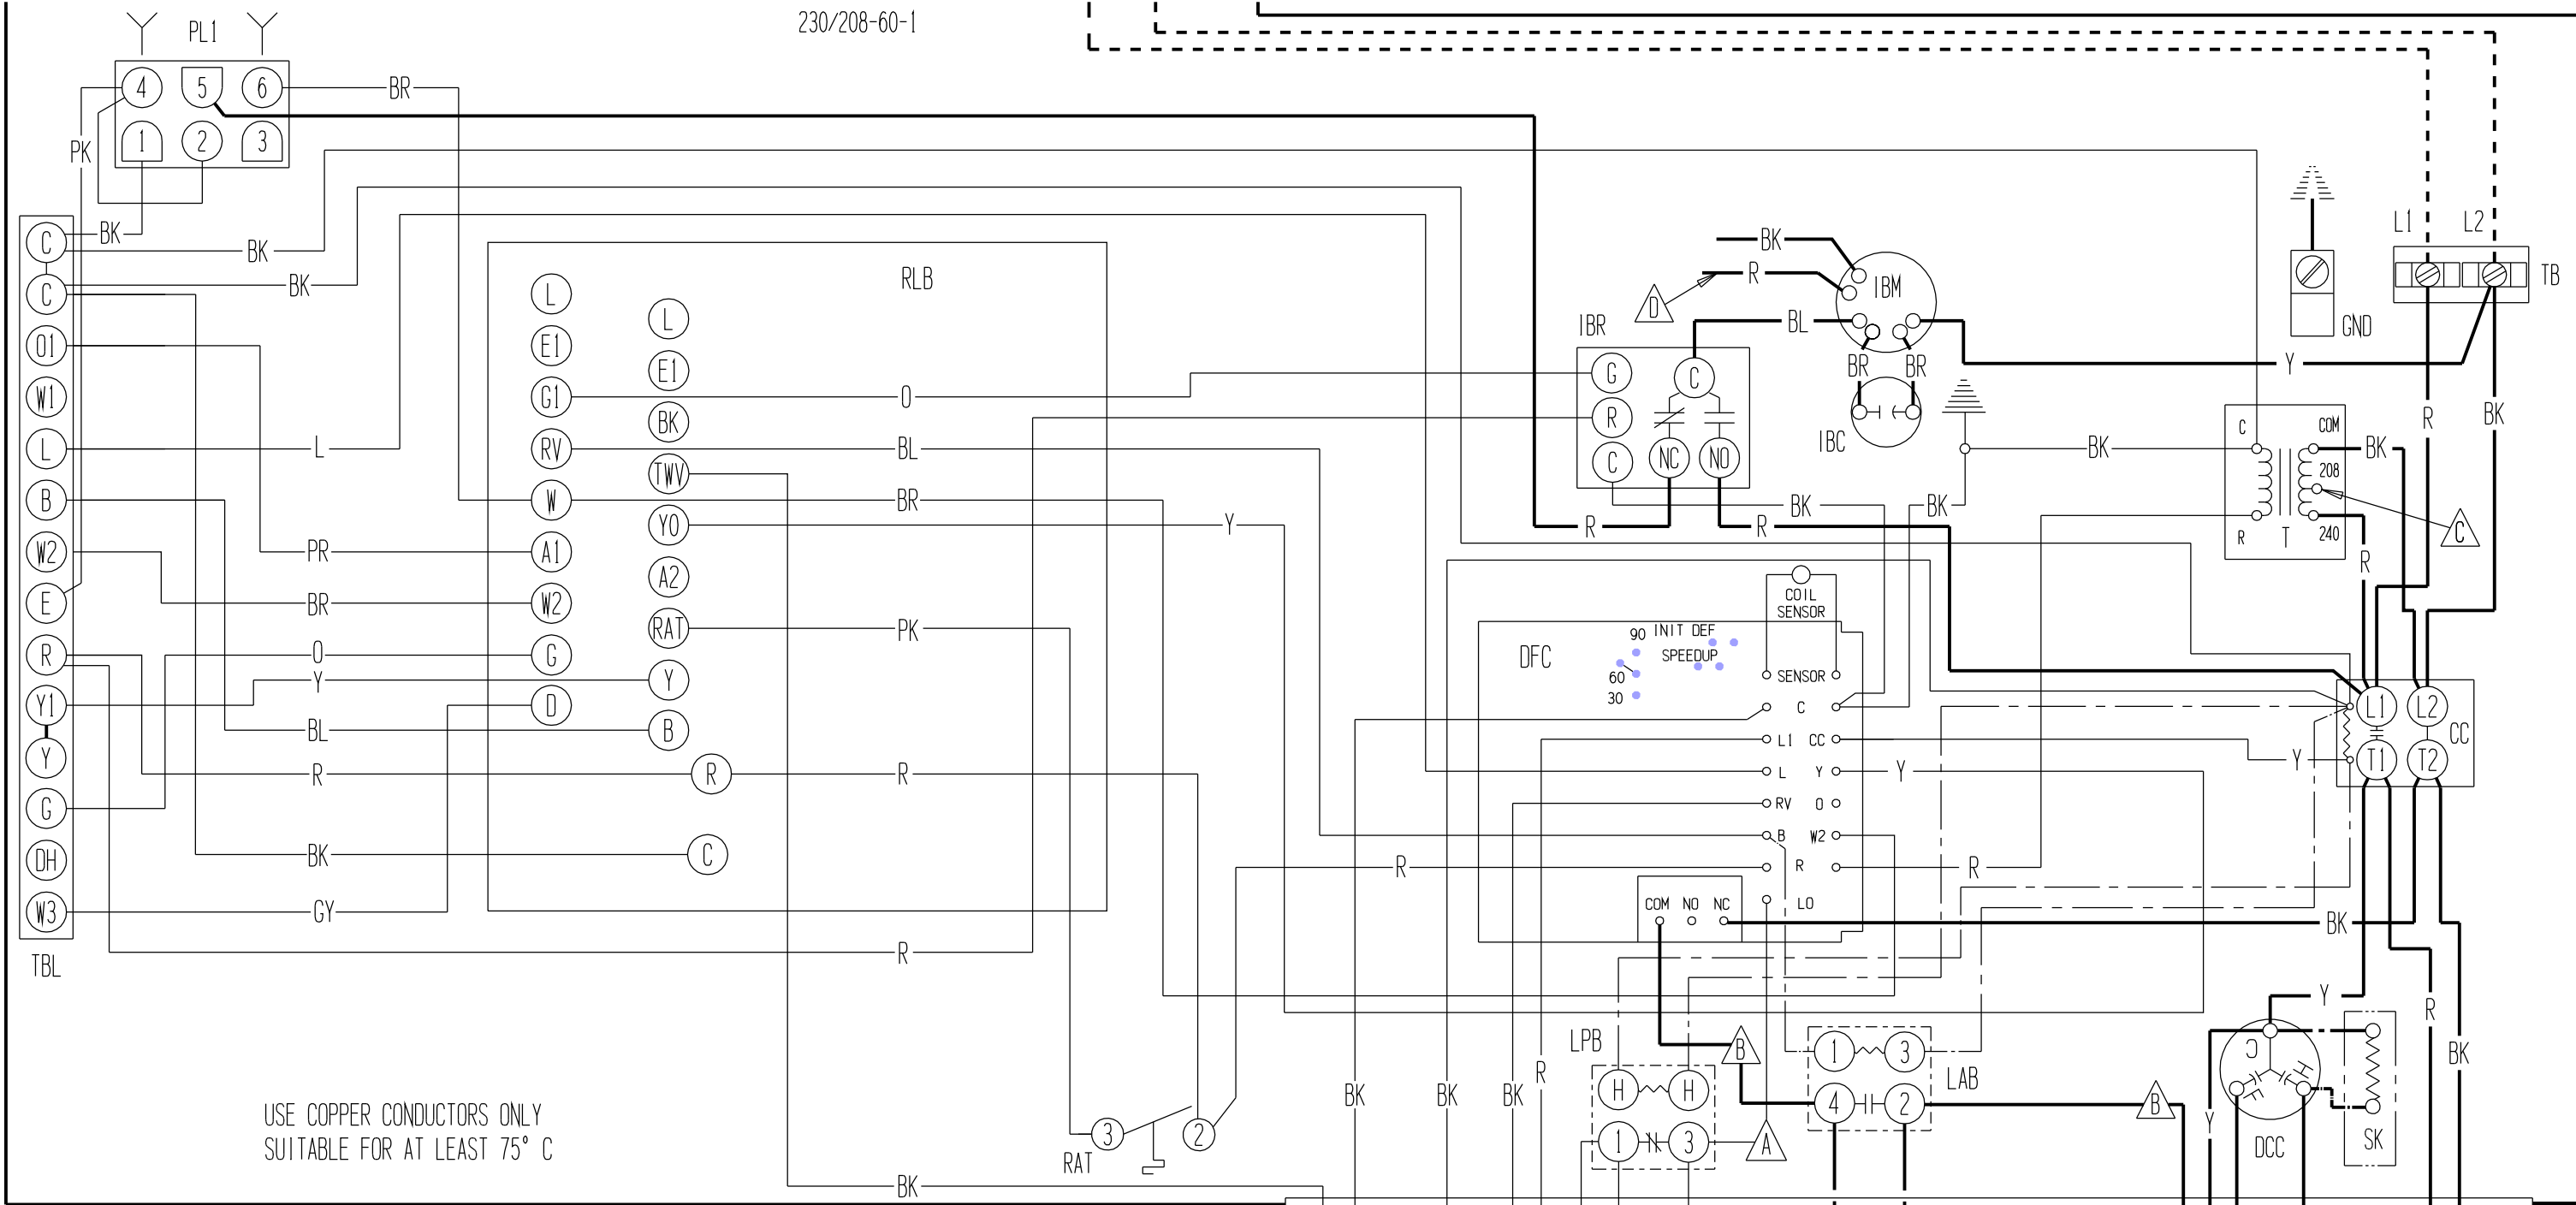 230/208-60-1
PL1
4 5 6
1 2 3
BR
PK
BK
BK
BK
C
C
O1
W1
L
B
W2
E
R
Y1
Y
G
DH
W3
TBL
L
PR
BR
O
Y
BL
R
BK
GY
RLB
L
E1
G1
RV
W
A1
W2
G
D
L
E1
BK
TWV
YO
A2
RAT
Y
B
R
C
O
BL
BR
Y
PK
R
R
BK
3
2
RAT
R
USE COPPER CONDUCTORS ONLY
SUITABLE FOR AT LEAST 75° C
BK
R
D
IBM
BL
BR BR
IBC
Y
IBR
G
R
C
C
NC NO
R
R
BK
BK
BK
GND
L1 L2
TB
R
BK
C COM
208
R T 240
BK
R
C
COIL
SENSOR
DFC
90 INIT DEF
SPEEDUP
60
30
SENSOR
C
L1 CC
L Y
RV O
B W2
R
LO
COM NO NC
Y
R
Y
BK
L1 L2
T1 T2
CC
LPB
H H
1 3
A
B
1 3
4 2
LAB
B
BK
BK
BK
R
Y
Y
C
H
F
DCC
SK
R
BK